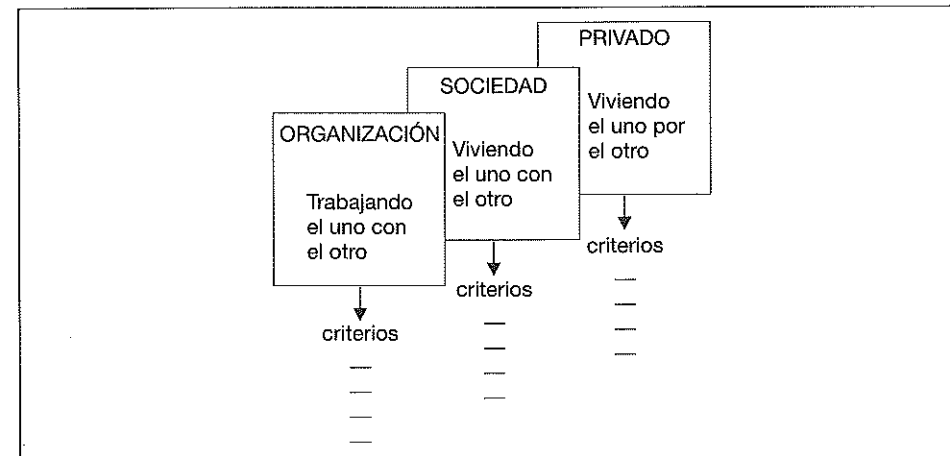 PRIVADO
Viviendo
el uno por
el otro
criterios
SOCIEDAD
Viviendo
el uno con
el otro
criterios
ORGANIZACIÓN
Trabajando
el uno con
el otro
criterios